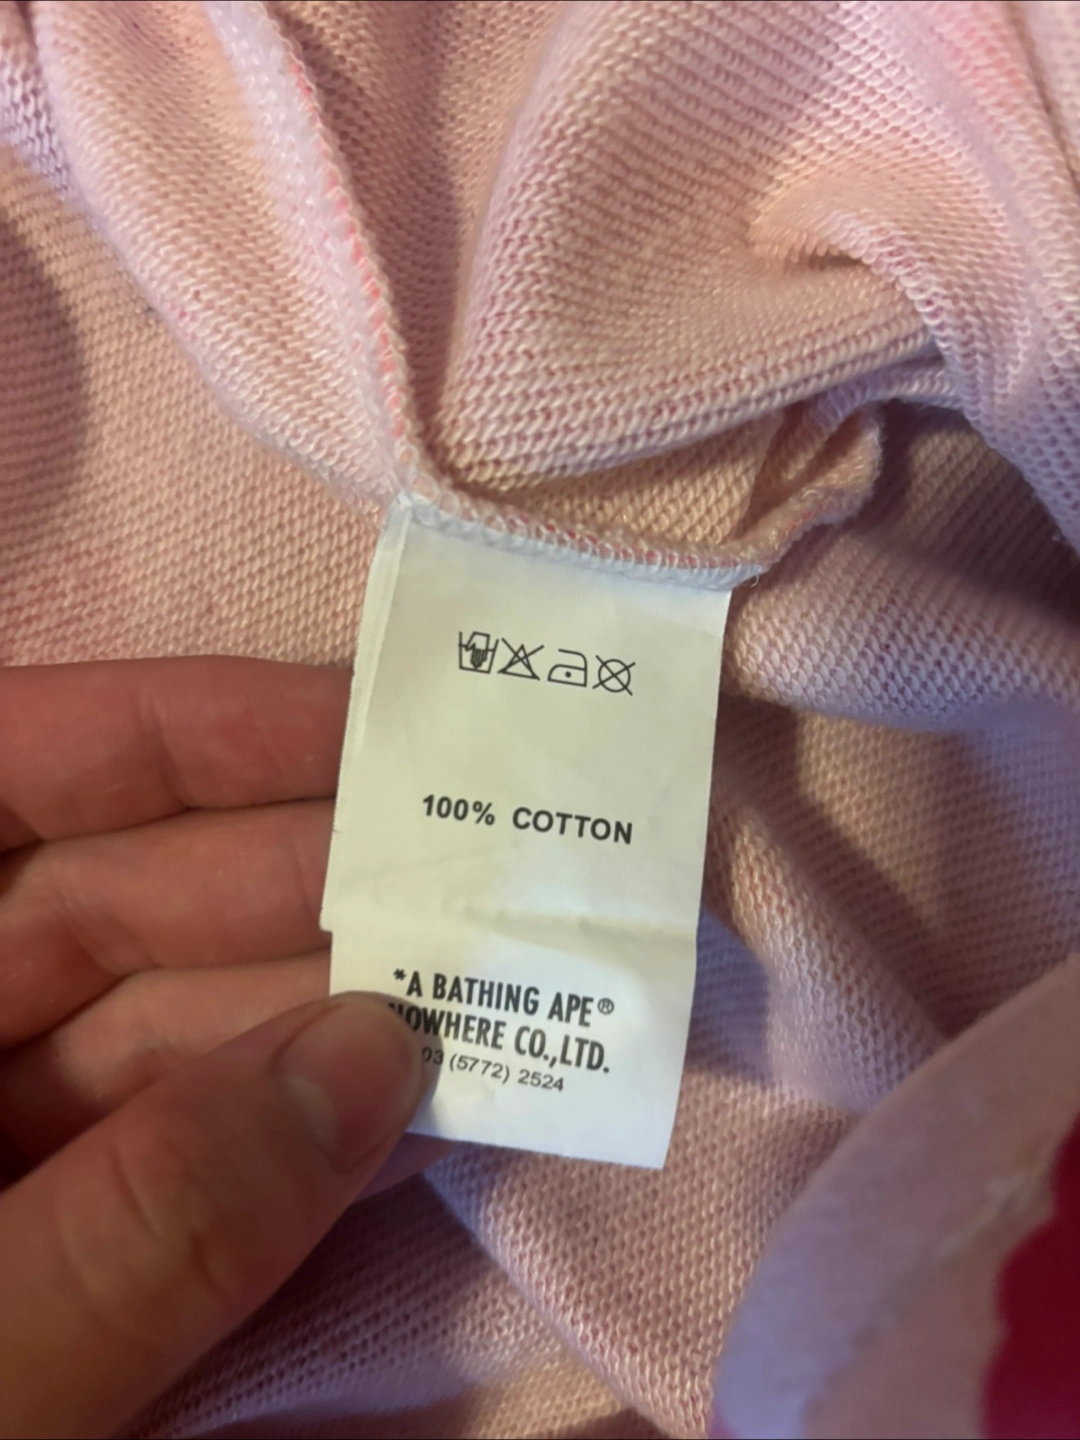 100% COTTON
*A BATHING APE®
NOWHERE CO.,LTD.
03 (5772) 2524